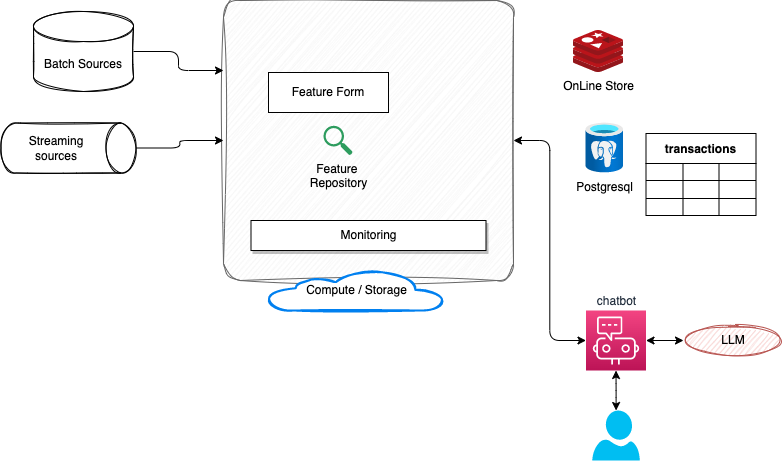 Batch Sources
Streaming
sources
Feature Form
Feature
Repository
Monitoring
Compute / Storage
OnLine Store
Postgresql
transactions
chatbot
LLM